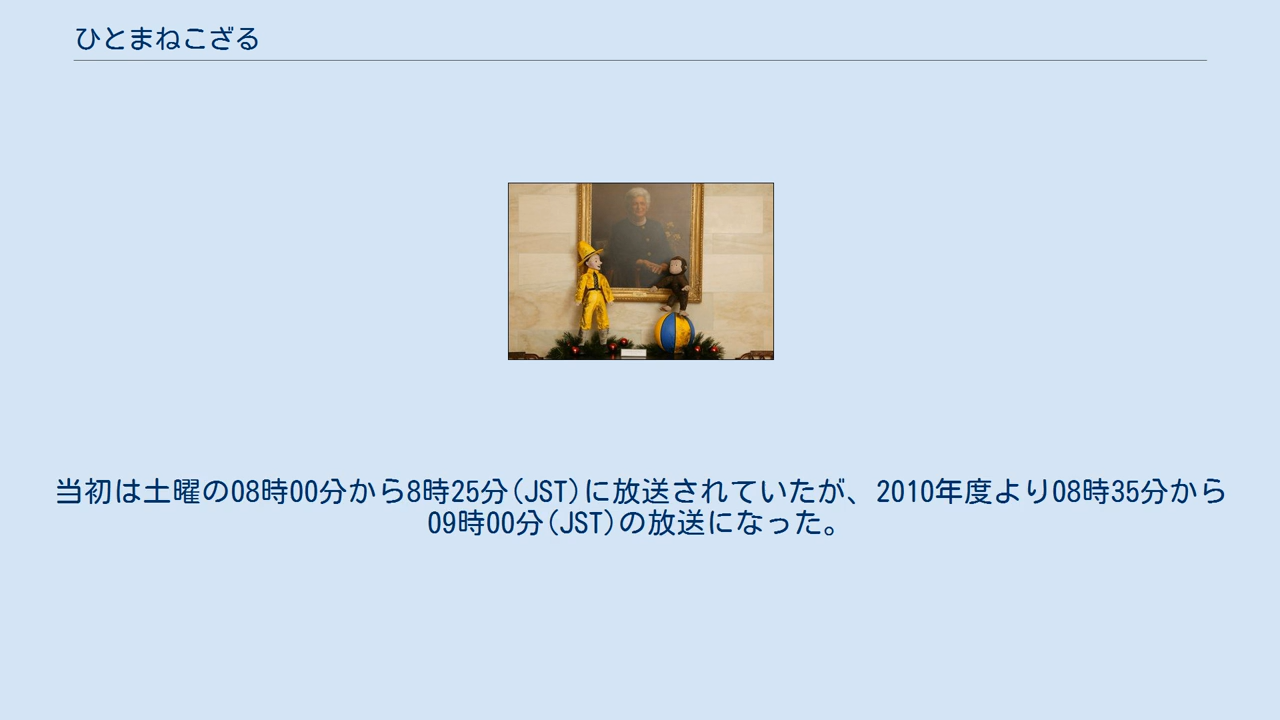 ひとまねこざる
当初は土曜の08時00分から8時25分(JST)に放送されていたが、2010年度より08時35分から
09時00分(JST)の放送になった。